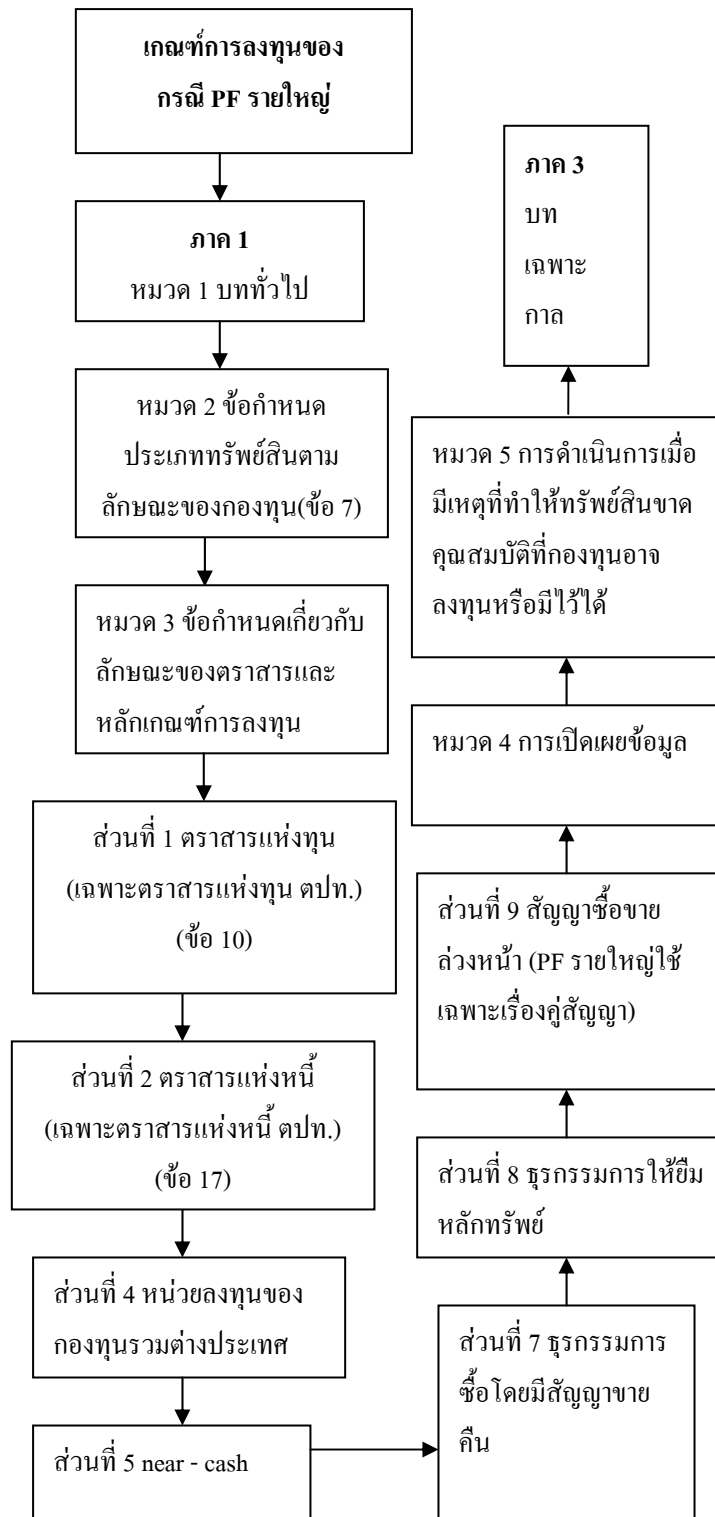 เกณฑ์การลงทุนของ
กรณี PF รายใหญ่
ภาค 1
หมวด 1 บททั่วไป
หมวด 2 ข้อกำหนด
ประเภททรัพย์สินตาม
ลักษณะของกองทุน(ข้อ 7)
หมวด 3 ข้อกำหนดเกี่ยวกับ
ลักษณะของตราสารและ
หลักเกณฑ์การลงทุน
ส่วนที่ 1 ตราสารแห่งทุน
(เฉพาะตราสารแห่งทุน ตปท.)
(ข้อ 10)
ส่วนที่ 2 ตราสารแห่งหนี้
(เฉพาะตราสารแห่งหนี้ ตปท.)
(ข้อ 17)
ส่วนที่ 4 หน่วยลงทุนของ
กองทุนรวมต่างประเทศ
ส่วนที่ 5 near - cash
ส่วนที่ 7 ธุรกรรมการ
ซื้อโดยมีสัญญาขาย
คืน
ส่วนที่ 8 ธุรกรรมการให้ยืม
หลักทรัพย์
ส่วนที่ 9 สัญญาซื้อขาย
ล่วงหน้า (PF รายใหญ่ใช้
เฉพาะเรื่องคู่สัญญา)
หมวด 4 การเปิดเผยข้อมูล
หมวด 5 การดำเนินการเมื่อ
มีเหตุที่ทำให้ทรัพย์สินขาด
คุณสมบัติที่กองทุนอาจ
ลงทุนหรือมีไว้ได้
ภาค 3
บท
เฉพาะ
กาล